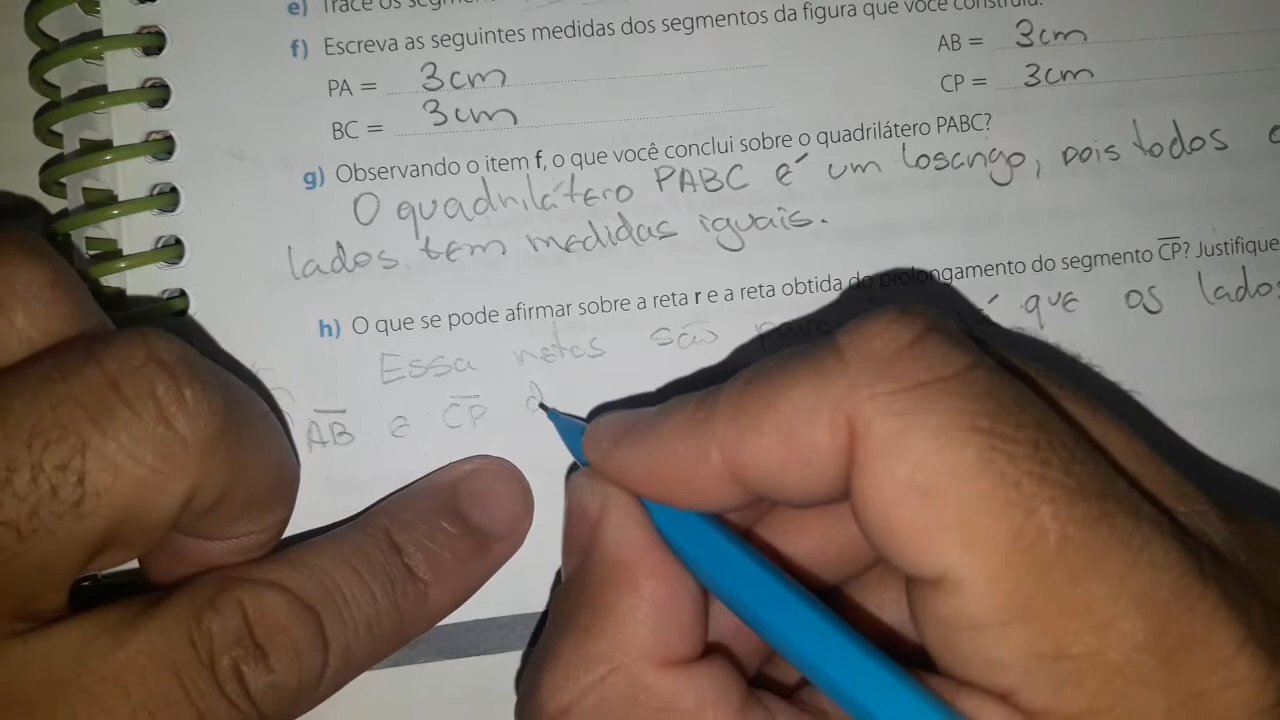 e) Trace os
f) Escreva as seguintes medidas dos segmentos da figura que você construiu.
PA = 3cm
AB = 3cm
BC = 3cm
CP = 3cm
g) Observando o item f, o que você conclui sobre o quadrilátero PABC?
O quadrilátero PABC é um losango, pois todos
lados tem medidas iguais.
h) O que se pode afirmar sobre a reta r e a reta obtida do prolongamento do segmento CP? Justifique
Essa retas são é que os lados
AB e CP